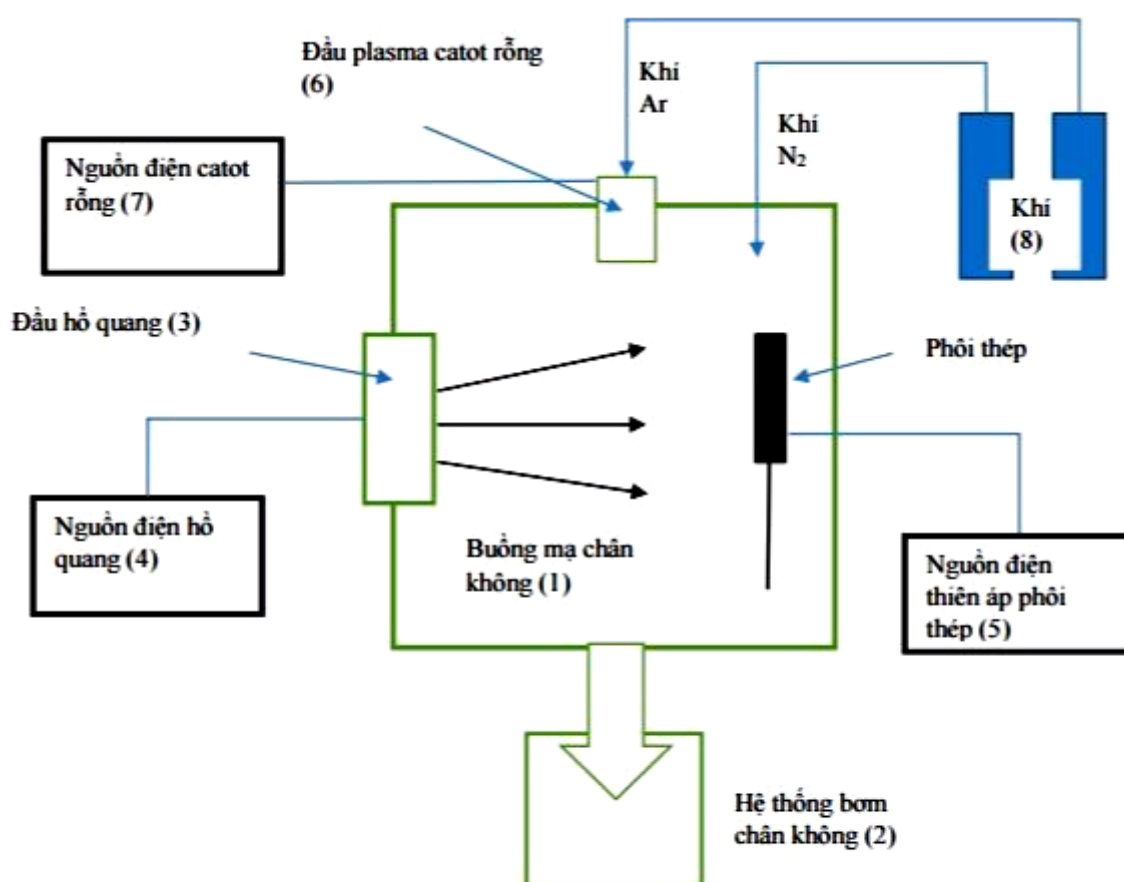 Đầu plasma catot rỗng
(6)
Khí
Ar
Khí
N₂
Nguồn điện catot
rỗng (7)
Khí
(8)
Đầu hồ quang (3)
Phôi thép
Nguồn điện hồ
quang (4)
Buồng mạ chân
không (1)
Nguồn điện
thiên áp phôi
thép (5)
Hệ thống bơm
chân không (2)